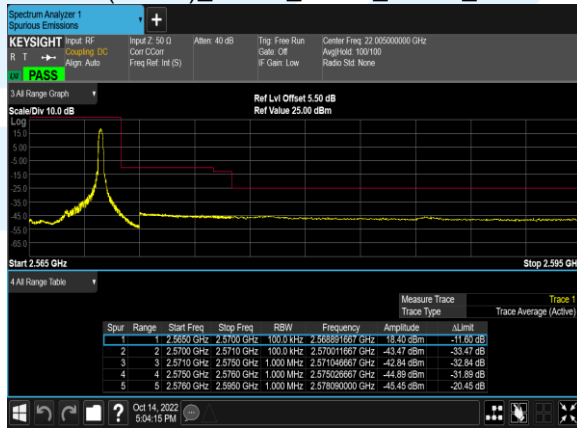 Spectrum Analyzer 1
Spurious Emissions
+
KEYSIGHT Input: RF Input Z: 50 Ω Atten: 40 dB Trig: Free Run Center Freq: 22.005000000 GHz
R T Coupling: DC Corr CCorr Gate: Off Avg|Hold: 100/100
Align: Auto Freq Ref: Int (S) IF Gain: Low Radio Std: None
PASS
3 All Range Graph
Ref Lvl Offset 5.50 dB
Scale/Div 10.0 dB Ref Value 25.00 dBm
Log
15.0
5.00
-5.00
-15.0
-25.0
-35.0
-45.0
-55.0
-65.0
Start 2.565 GHz Stop 2.595 GH
4 All Range Table
Measure Trace Trace 1
Trace Type Trace Average (Active)
Spur Range Start Freq Stop Freq RBW Frequency Amplitude ΔLimit
1 1 2.5650 GHz 2.5700 GHz 100.0 kHz 2.568891667 GHz 18.40 dBm -11.60 dB
2 2 2.5700 GHz 2.5710 GHz 100.0 kHz 2.570011667 GHz -43.47 dBm -33.47 dB
3 3 2.5710 GHz 2.5750 GHz 1.000 MHz 2.571046667 GHz -42.84 dBm -32.84 dB
4 4 2.5750 GHz 2.5760 GHz 1.000 MHz 2.575026667 GHz -44.89 dBm -31.89 dB
5 5 2.5760 GHz 2.5950 GHz 1.000 MHz 2.578090000 GHz -45.45 dBm -20.45 dB
? Oct 14, 2022
5:04:15 PM